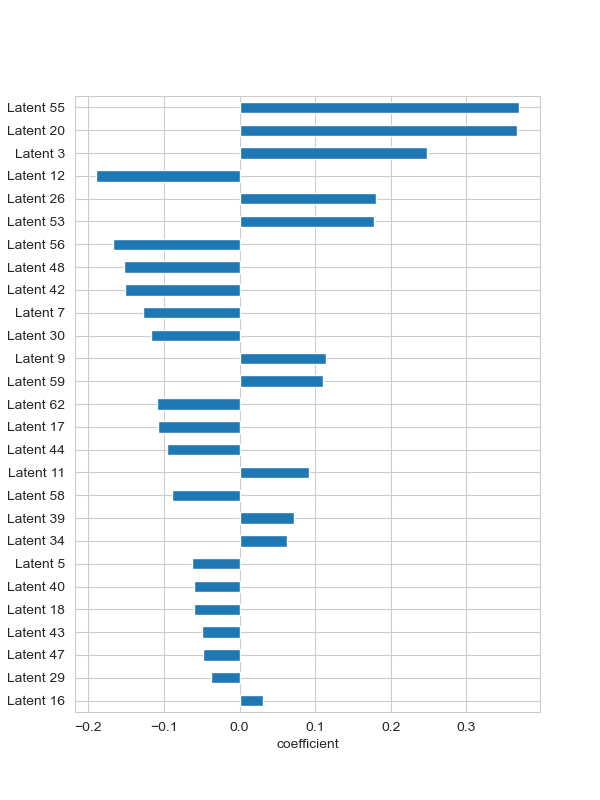 Latent 55
Latent 20
Latent 3
Latent 12
Latent 26
Latent 53
Latent 56
Latent 48
Latent 42
Latent 7
Latent 30
Latent 9
Latent 59
Latent 62
Latent 17
Latent 44
Latent 11
Latent 58
Latent 39
Latent 34
Latent 5
Latent 40
Latent 18
Latent 43
Latent 47
Latent 29
Latent 16
−0.2 −0.1 0.0 0.1 0.2 0.3
coefficient